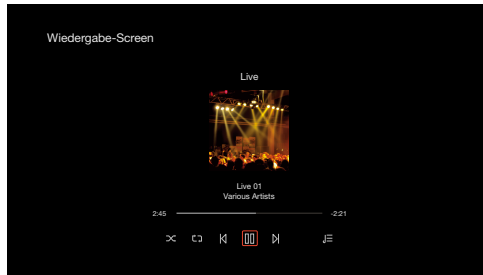 Wiedergabe-Screen
Live
Live 01
Various Artists
2:45 -2:21